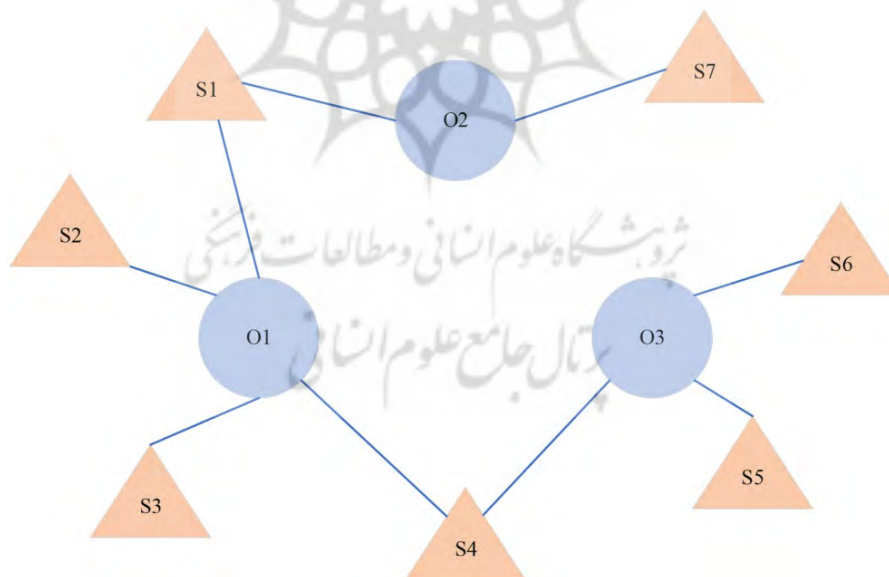 S7
S1
O2
S2
پژوهشگاه علوم انسانی و مطالعات فرهنگی
S6
O1
O3
پرتال جامع علوم انسانی
S5
S3
S4